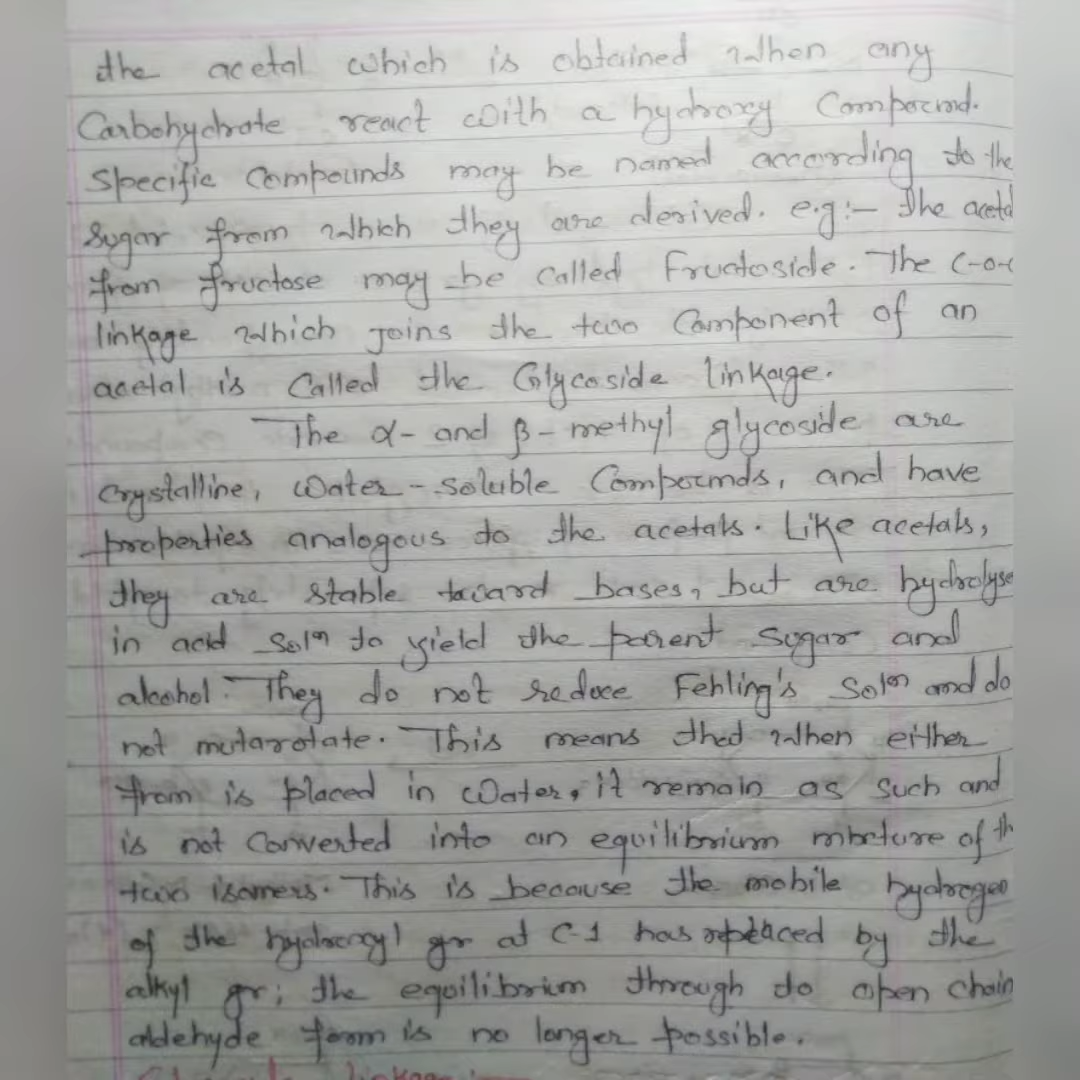 the acetal which is obtained when any
Carbohydrate react with a hydroxy Compound.
Specific Compounds may be named according to the
Sugar from which they are derived. e.g:- The aceta
from fructose may be called Fructoside. The C-O-C
linkage which joins the two Component of an
acetal is Called the Glycoside linkage.
The α- and β-methyl glycoside are
Crystalline, water-soluble Compounds, and have
properties analogous to the acetals. Like acetals,
they are stable toward bases, but are hydrolyse
in acid Solⁿ to yield the parent Sugar and
alcohol. They do not reduce Fehling's Solⁿ and do
not mutarotate. This means that when either
from is placed in water, it remain as such and
is not Converted into an equilibrium mixture of th
two isomers. This is because the mobile hydrogen
of the hydroxyl gr at C-1 has replaced by the
alkyl gr; the equilibrium through to open chain
aldehyde form is no longer possible.
linkage